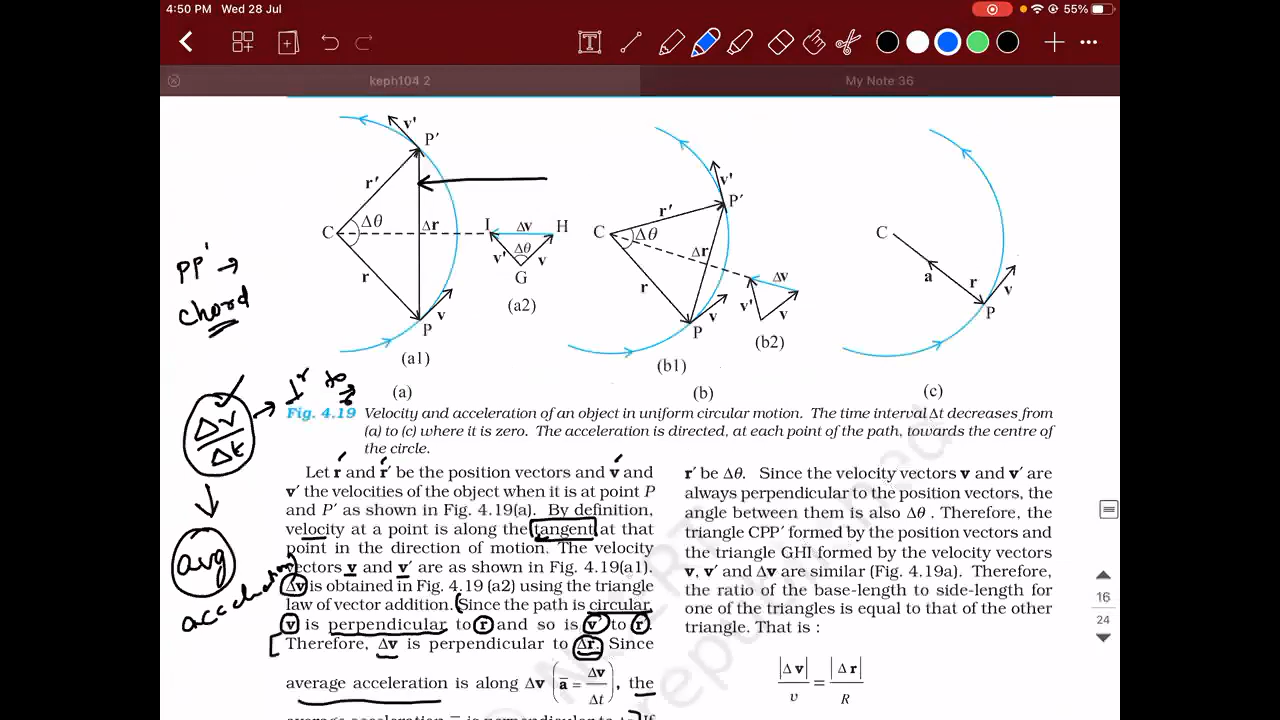 4:50 PM Wed 28 Jul
55%
keph104 2
My Note 36
v′
P′
r′
C
Δθ
Δr
r
P
v
(a1)
I
Δv
H
Δθ
v′
v
G
(a2)
(a)
v′
P′
r′
C
Δθ
Δr
r
P
v
(b1)
Δv
v′
v
(b2)
(b)
C
a
r
v
P
(c)
PP' →
chord
Δv
Δt
→ ⊥r to
avg
acceleration
Fig. 4.19 Velocity and acceleration of an object in uniform circular motion. The time interval Δt decreases from
(a) to (c) where it is zero. The acceleration is directed, at each point of the path, towards the centre of
the circle.
Let r and r′ be the position vectors and v and
v′ the velocities of the object when it is at point P
and P′ as shown in Fig. 4.19(a). By definition,
velocity at a point is along the tangent at that
point in the direction of motion. The velocity
vectors v and v′ are as shown in Fig. 4.19(a1).
Δv is obtained in Fig. 4.19 (a2) using the triangle
law of vector addition. Since the path is circular,
v is perpendicular to r and so is v′ to r′.
Therefore, Δv is perpendicular to Δr. Since
average acceleration is along Δv (a̅ = Δv/Δt), the
r′ be Δθ. Since the velocity vectors v and v′ are
always perpendicular to the position vectors, the
angle between them is also Δθ . Therefore, the
triangle CPP′ formed by the position vectors and
the triangle GHI formed by the velocity vectors
v, v′ and Δv are similar (Fig. 4.19a). Therefore,
the ratio of the base-length to side-length for
one of the triangles is equal to that of the other
triangle. That is :
|Δv|/v = |Δr|/R
16
24